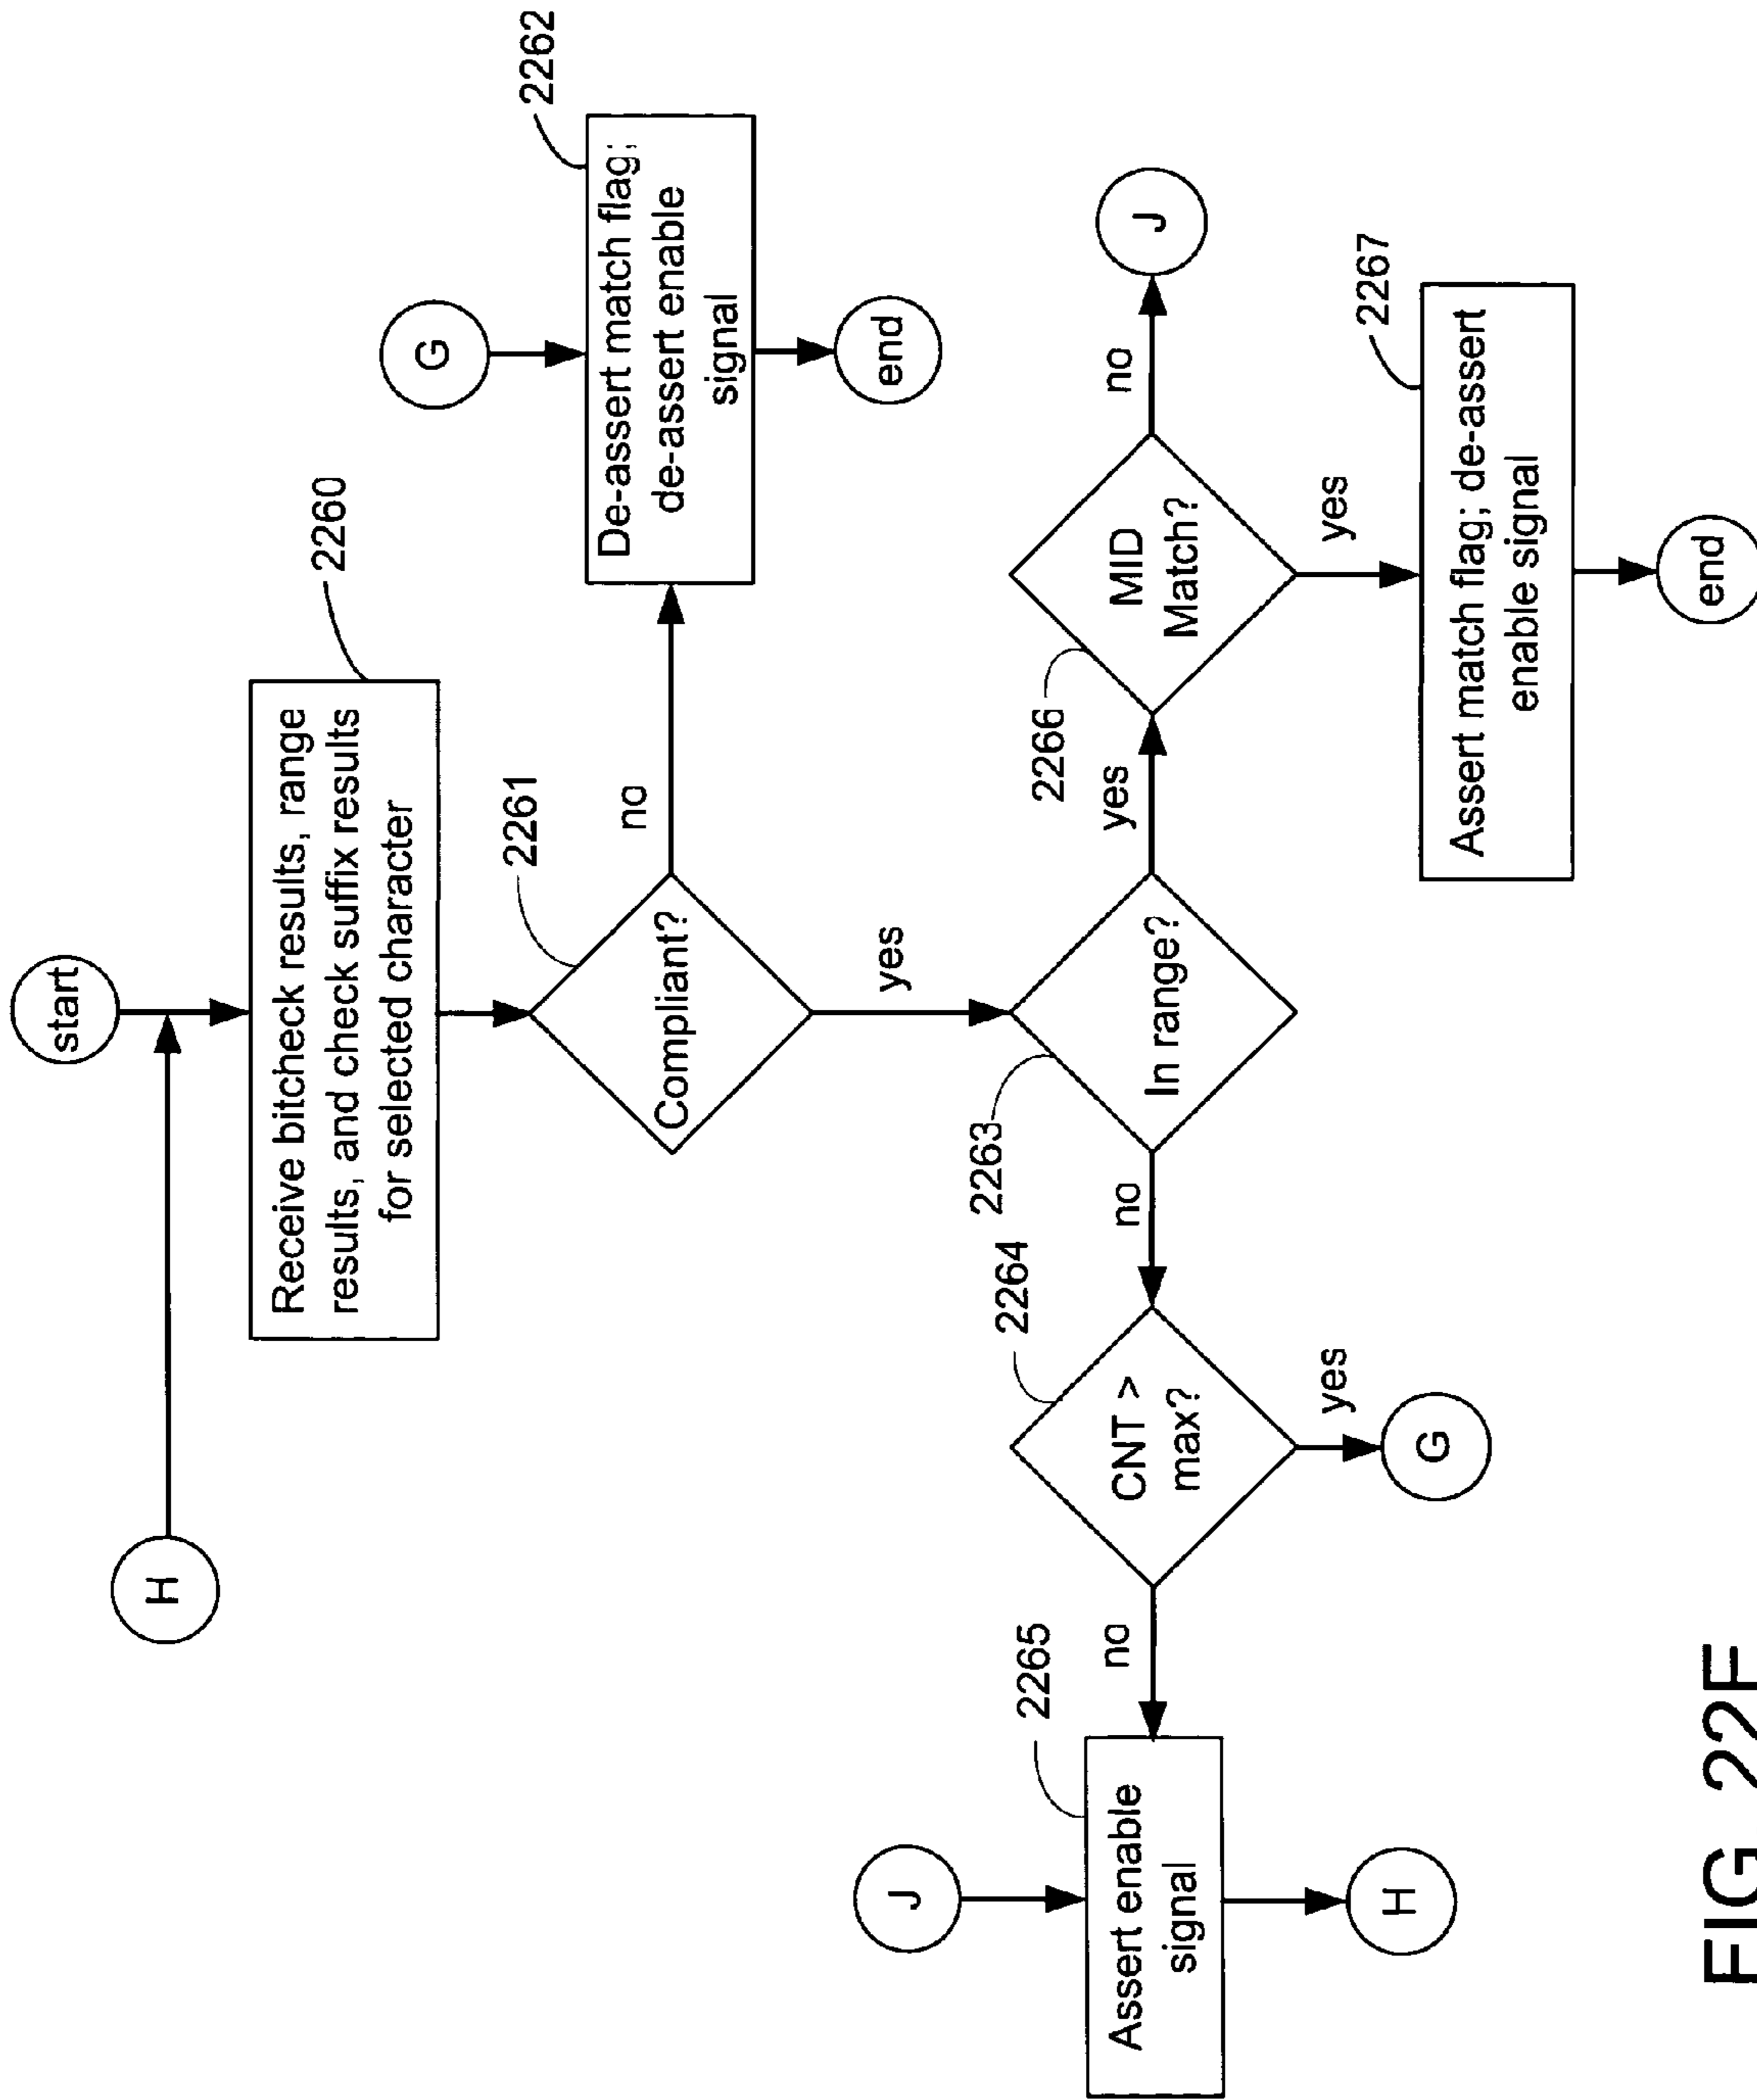 start
H
2260
Receive bitcheck results, range
results, and check suffix results
for selected character
G
2262
2261
Compliant?
no
De-assert match flag;
de-assert enable
signal
yes
end
2263
In range?
no
yes
2264
CNT >
max?
no
yes
G
2265
J
Assert enable
signal
H
2266
MID
Match?
no
J
yes
2267
Assert match flag; de-assert
enable signal
end